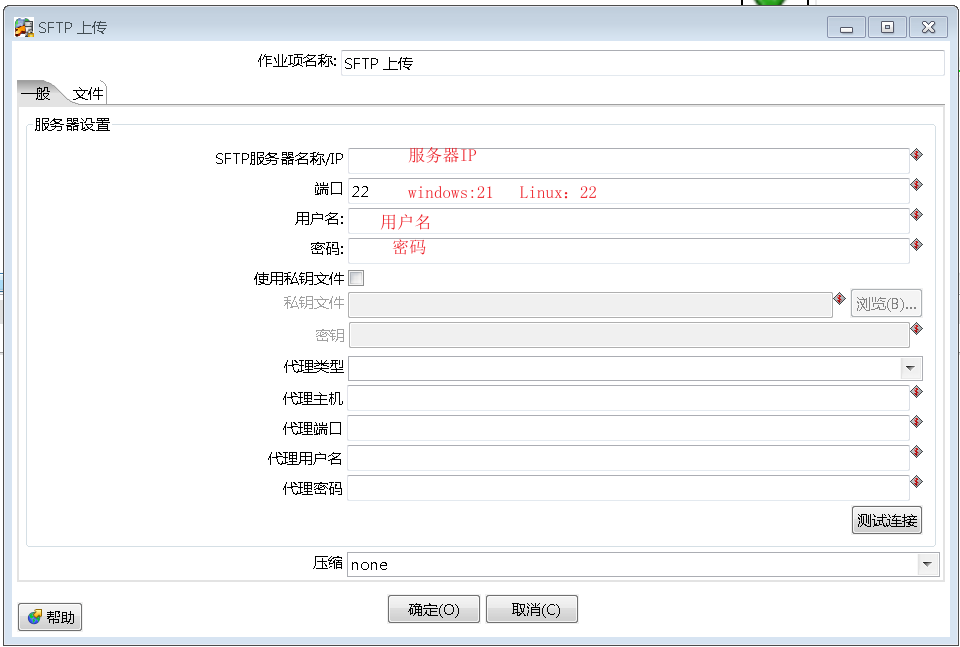 SFTP 上传
作业项名称: SFTP 上传
一般 文件
服务器设置
SFTP服务器名称/IP 服务器IP
端口 22 windows:21 Linux：22
用户名: 用户名
密码: 密码
使用私钥文件
私钥文件 浏览(B)...
密钥
代理类型
代理主机
代理端口
代理用户名
代理密码
测试连接
压缩 none
帮助 确定(O) 取消(C)